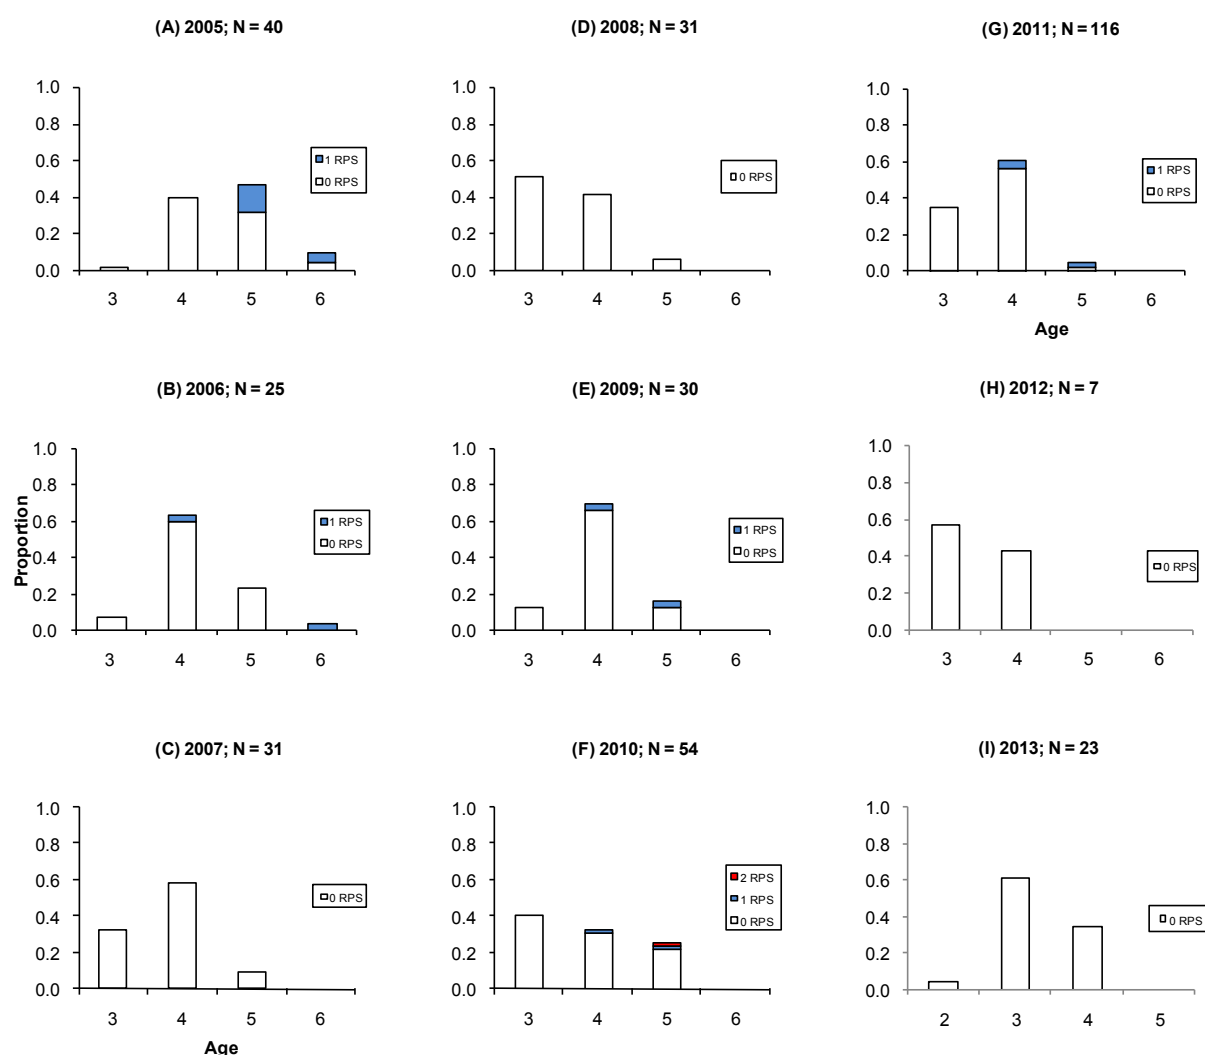 (A) 2005; N = 40
1.0
0.8
0.6
0.4
0.2
0.0
3 4 5 6
1 RPS
0 RPS
(B) 2006; N = 25
Proportion
1.0
0.8
0.6
0.4
0.2
0.0
3 4 5 6
1 RPS
0 RPS
(C) 2007; N = 31
1.0
0.8
0.6
0.4
0.2
0.0
3 4 5 6
Age
0 RPS
(D) 2008; N = 31
1.0
0.8
0.6
0.4
0.2
0.0
3 4 5 6
0 RPS
(E) 2009; N = 30
1.0
0.8
0.6
0.4
0.2
0.0
3 4 5 6
1 RPS
0 RPS
(F) 2010; N = 54
1.0
0.8
0.6
0.4
0.2
0.0
3 4 5 6
2 RPS
1 RPS
0 RPS
(G) 2011; N = 116
1.0
0.8
0.6
0.4
0.2
0.0
3 4 5 6
Age
1 RPS
0 RPS
(H) 2012; N = 7
1.0
0.8
0.6
0.4
0.2
0.0
3 4 5 6
0 RPS
(I) 2013; N = 23
1.0
0.8
0.6
0.4
0.2
0.0
2 3 4 5
0 RPS